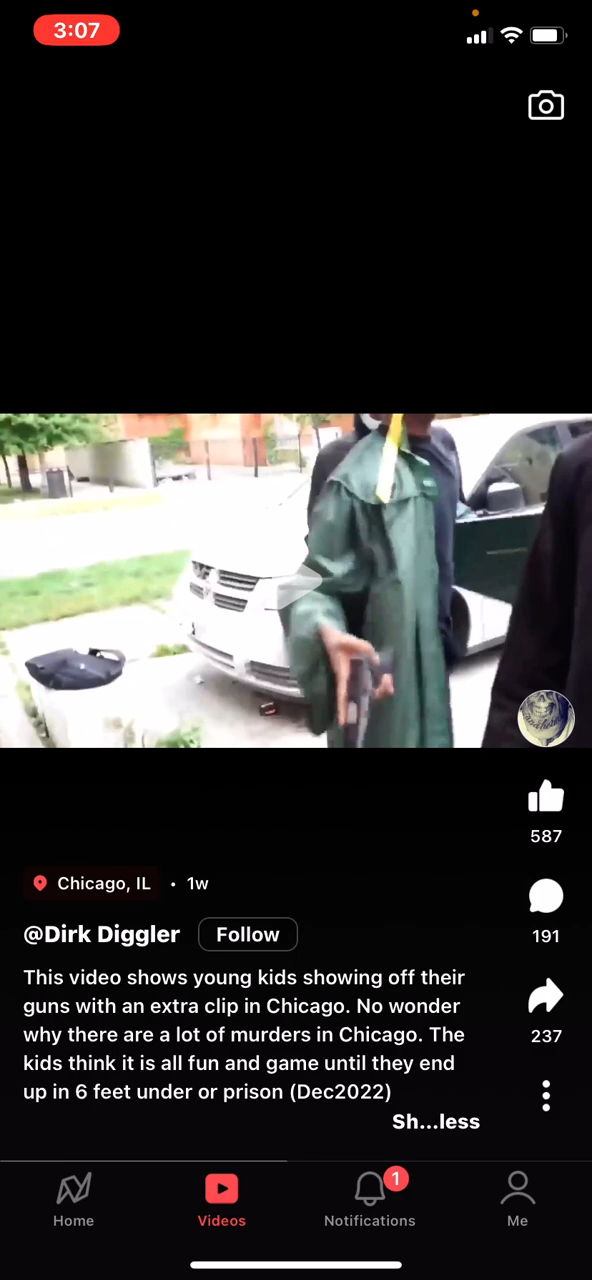 3:07
587
Chicago, IL • 1w
191
@Dirk Diggler Follow
This video shows young kids showing off their
guns with an extra clip in Chicago. No wonder
why there are a lot of murders in Chicago. The
kids think it is all fun and game until they end
up in 6 feet under or prison (Dec2022)
237
Sh...less
1
Home
Videos
Notifications
Me